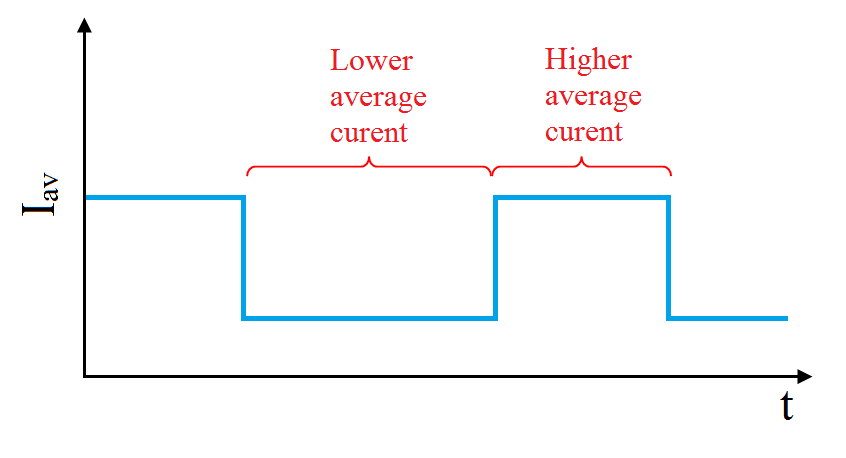 Lower
average
curent
Higher
average
curent
Iav
t